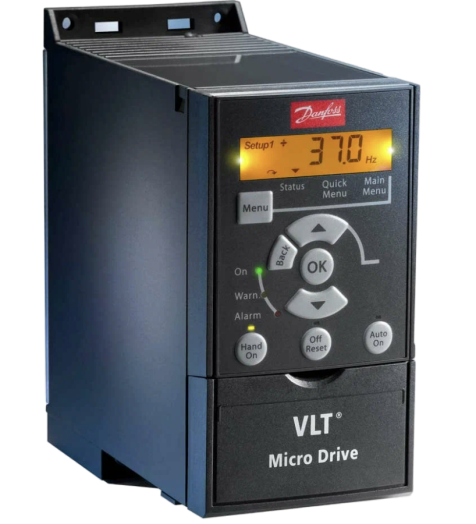 Danfoss
Setup1 + 37.0 Hz
Status Quick Menu Main Menu
Menu
Back
OK
On
Warn.
Alarm
Hand On
Off Reset
Auto On
VLT®
Micro Drive